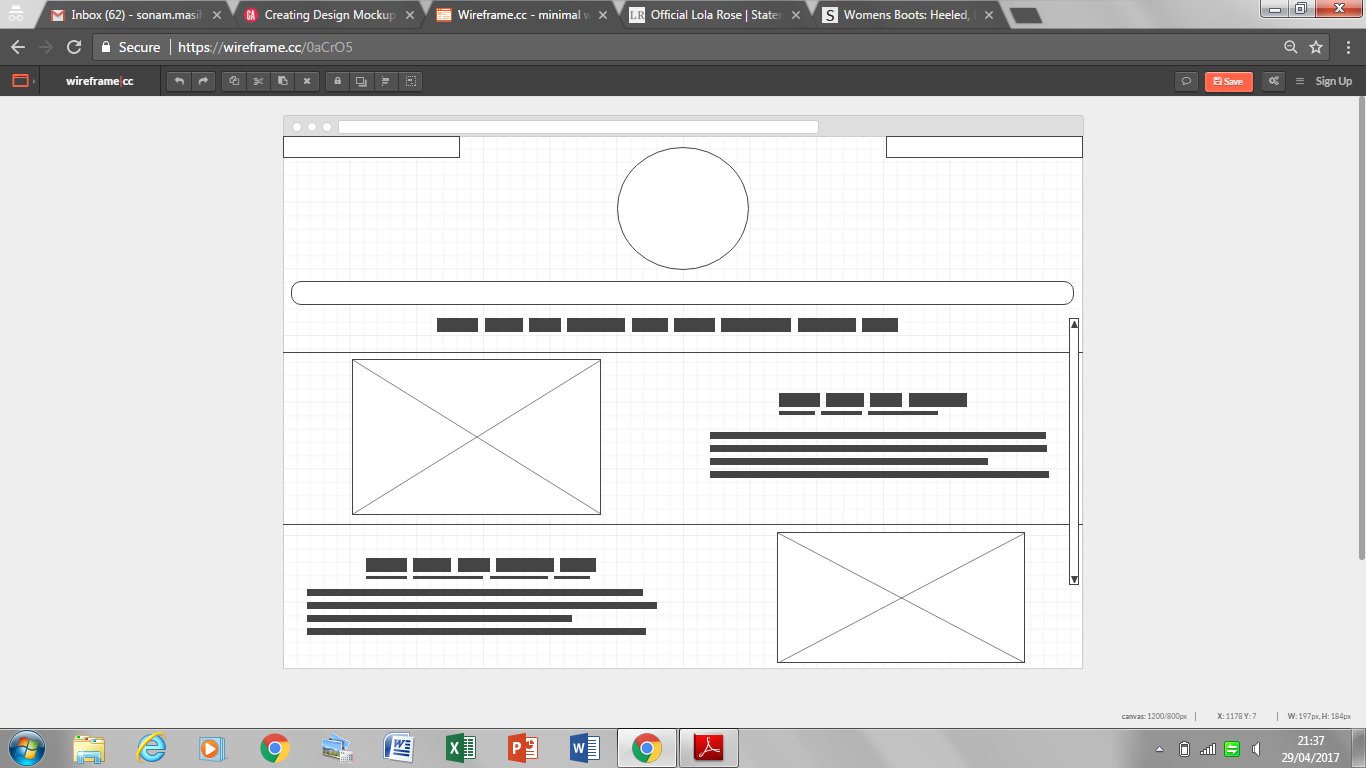 Inbox (62) - sonam.masih
Creating Design Mockup
Wireframe.cc - minimal w
LR Official Lola Rose | Stater
S Womens Boots: Heeled,
Secure https://wireframe.cc/0aCrO5
wireframe|cc
Save
Sign Up
canvas: 1200/800px X: 1178 Y: 7 W: 197px, H: 184px
21:37
29/04/2017